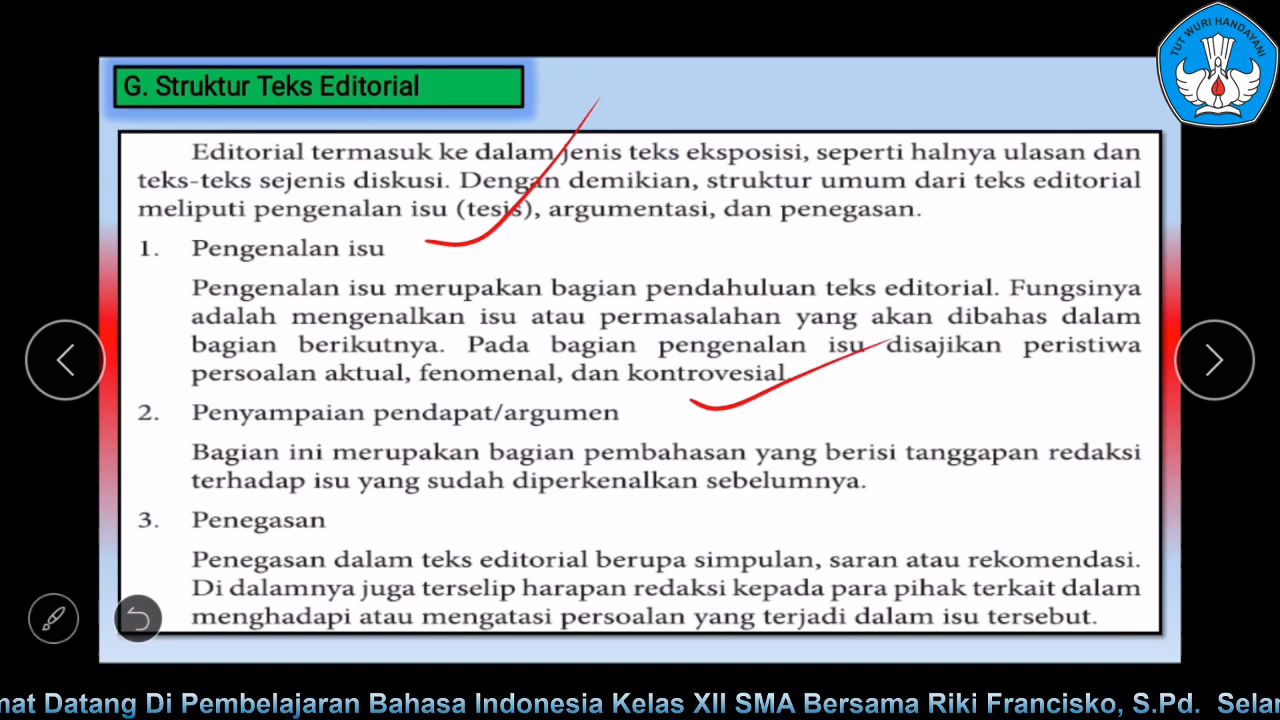 TUT WURI HANDAYANI
G. Struktur Teks Editorial
Editorial termasuk ke dalam jenis teks eksposisi, seperti halnya ulasan dan
teks-teks sejenis diskusi. Dengan demikian, struktur umum dari teks editorial
meliputi pengenalan isu (tesis), argumentasi, dan penegasan.
1. Pengenalan isu
Pengenalan isu merupakan bagian pendahuluan teks editorial. Fungsinya
adalah mengenalkan isu atau permasalahan yang akan dibahas dalam
bagian berikutnya. Pada bagian pengenalan isu disajikan peristiwa
persoalan aktual, fenomenal, dan kontrovesial.
2. Penyampaian pendapat/argumen
Bagian ini merupakan bagian pembahasan yang berisi tanggapan redaksi
terhadap isu yang sudah diperkenalkan sebelumnya.
3. Penegasan
Penegasan dalam teks editorial berupa simpulan, saran atau rekomendasi.
Di dalamnya juga terselip harapan redaksi kepada para pihak terkait dalam
menghadapi atau mengatasi persoalan yang terjadi dalam isu tersebut.
mat Datang Di Pembelajaran Bahasa Indonesia Kelas XII SMA Bersama Riki Francisko, S.Pd. Selar